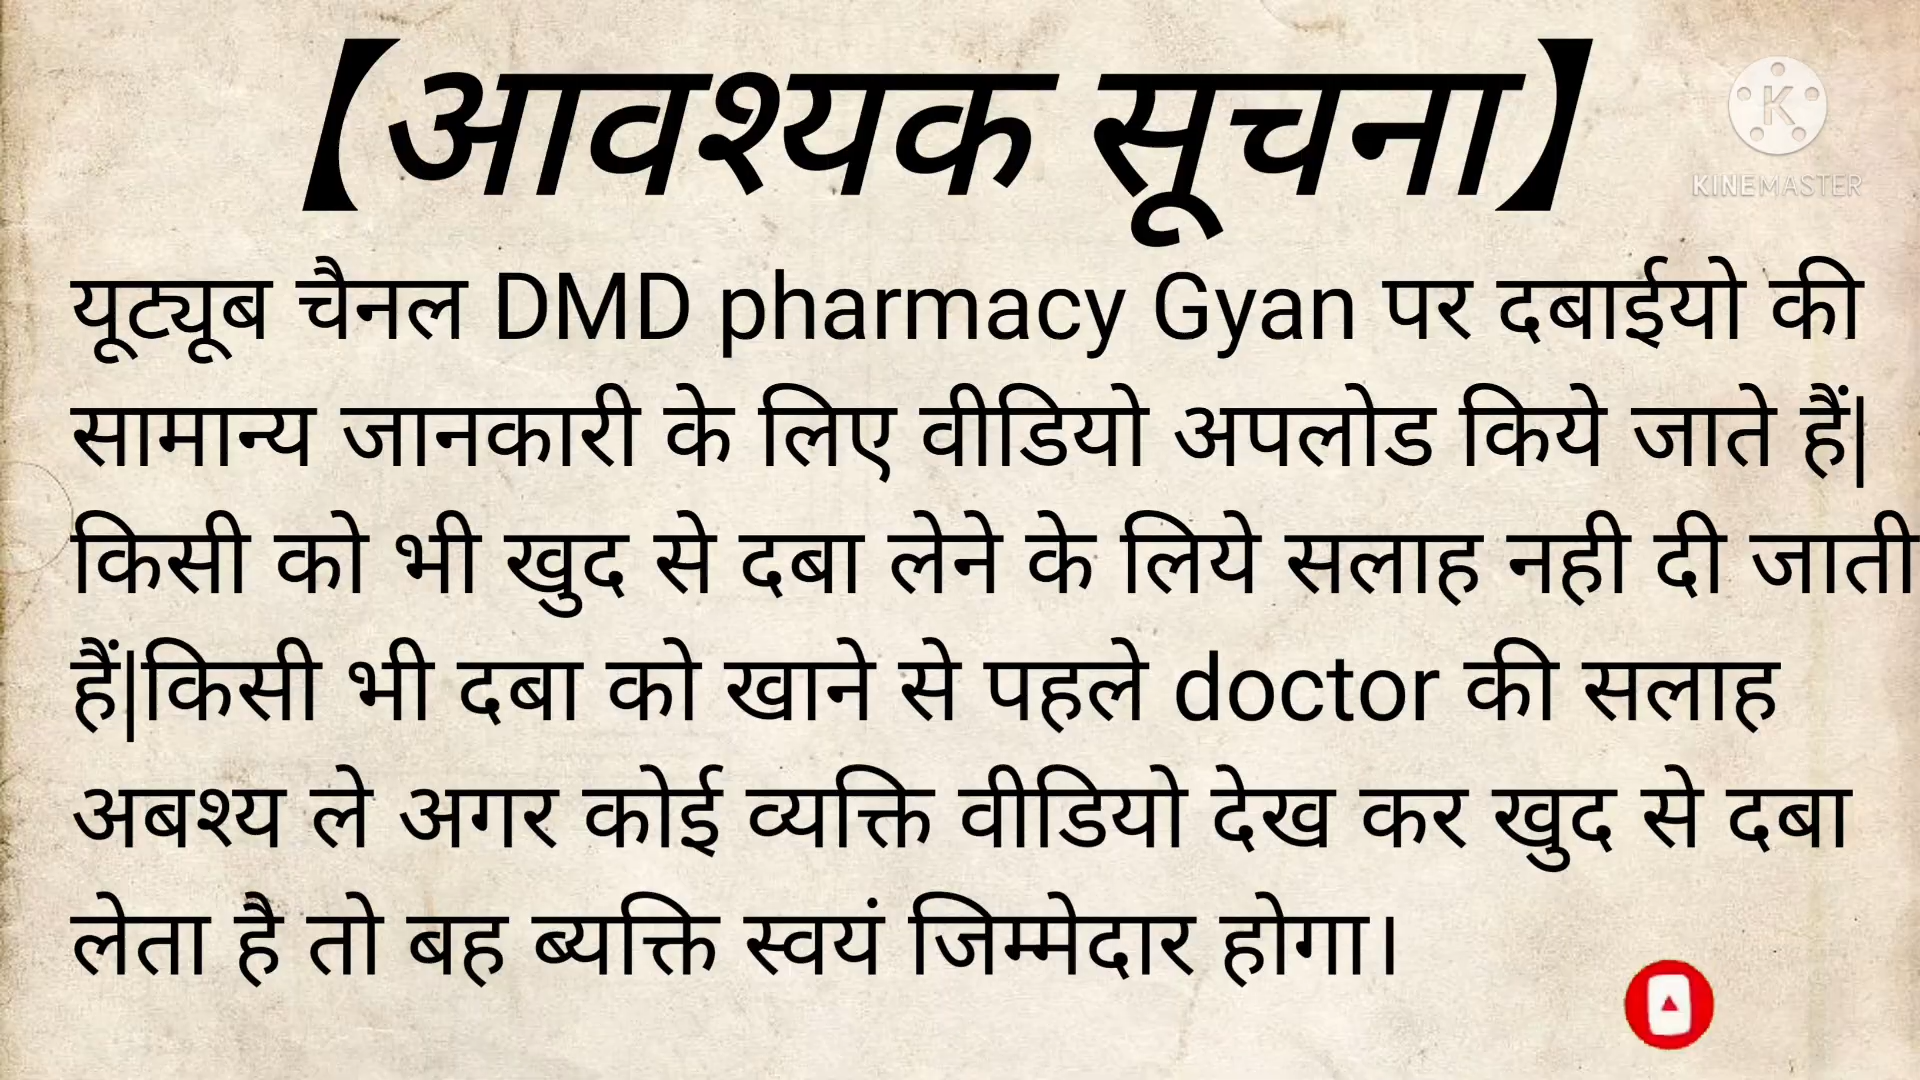 【आवश्यक सूचना】
KINEMASTER
यूट्यूब चैनल DMD pharmacy Gyan पर दबाईयो की
सामान्य जानकारी के लिए वीडियो अपलोड किये जाते हैं|
किसी को भी खुद से दबा लेने के लिये सलाह नही दी जाती
हैं|किसी भी दबा को खाने से पहले doctor की सलाह
अबश्य ले अगर कोई व्यक्ति वीडियो देख कर खुद से दबा
लेता है तो बह ब्यक्ति स्वयं जिम्मेदार होगा।